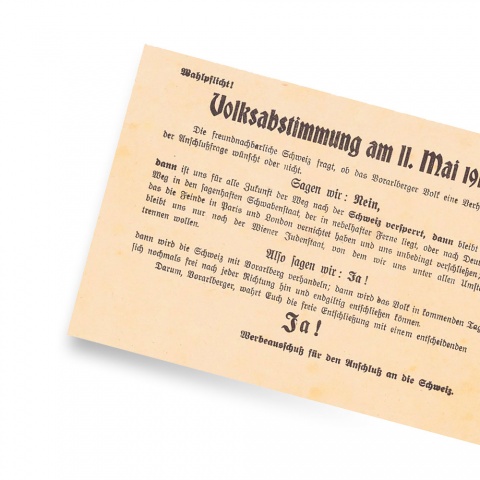 Wahlpflicht!
Volksabstimmung am 11. Mai 19
Die freundnachbarliche Schweiz fragt, ob das Vorarlberger Volk eine
der Anschlußfrage wünscht oder nicht.
Sagen wir: Nein,
dann ist uns für alle Zukunft der Weg nach der Schweiz versperrt, dann bleibt
Weg in den sagenhaften Schwabenstaat, der in nebelhafter Ferne liegt, oder nach
das die Feinde in Paris und London vernichtet haben und uns unbedingt verschließen,
bleibt uns nur noch der Wiener Judenstaat, von dem wir uns unter allen
trennen wollen.
Also sagen wir: Ja!
dann wird die Schweiz mit Vorarlberg verhandeln; dann wird das Volk in kommenden
sich nochmals frei nach jeder Richtung hin und endgiltig entschließen können.
Darum, Vorarlberger, wahrt Euch die freie Entschließung mit einem entscheidenden
Ja!
Werbeausschuß für den Anschluß an die Schweiz.